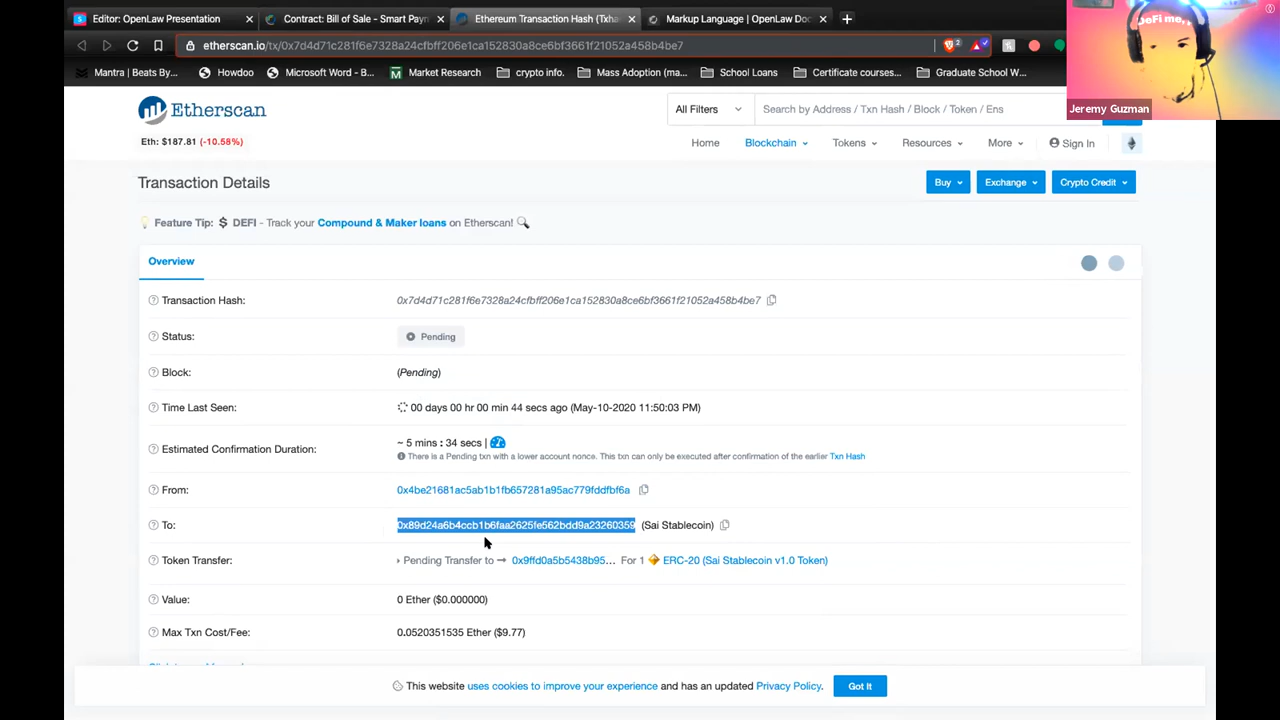 Editor: OpenLaw Presentation
Contract: Bill of Sale - Smart Payn
Ethereum Transaction Hash (Txha
Markup Language | OpenLaw Doc
etherscan.io/tx/0x7d4d71c281f6e7328a24cfbff206e1ca152830a8ce6bf3661f21052a458b4be7
2
Mantra | Beats By...
Howdoo
Microsoft Word - B...
Market Research
crypto info.
Mass Adoption (ma...
School Loans
Certificate courses...
Graduate School W...
DeFi me,
Jeremy Guzman
Etherscan
All Filters
Search by Address / Txn Hash / Block / Token / Ens
Eth: $187.81 (-10.58%)
Home
Blockchain
Tokens
Resources
More
Sign In
Transaction Details
Buy
Exchange
Crypto Credit
Feature Tip: $ DEFI - Track your Compound & Maker loans on Etherscan!
Overview
Transaction Hash: 0x7d4d71c281f6e7328a24cfbff206e1ca152830a8ce6bf3661f21052a458b4be7
Status: Pending
Block: (Pending)
Time Last Seen: 00 days 00 hr 00 min 44 secs ago (May-10-2020 11:50:03 PM)
Estimated Confirmation Duration: ~ 5 mins : 34 secs |
There is a Pending txn with a lower account nonce. This txn can only be executed after confirmation of the earlier Txn Hash
From: 0x4be21681ac5ab1b1fb657281a95ac779fddfbf6a
To: 0x89d24a6b4ccb1b6faa2625fe562bdd9a23260359 (Sai Stablecoin)
Token Transfer: Pending Transfer to → 0x9ffd0a5b5438b95... For 1 ERC-20 (Sai Stablecoin v1.0 Token)
Value: 0 Ether ($0.000000)
Max Txn Cost/Fee: 0.0520351535 Ether ($9.77)
This website uses cookies to improve your experience and has an updated Privacy Policy.
Got It